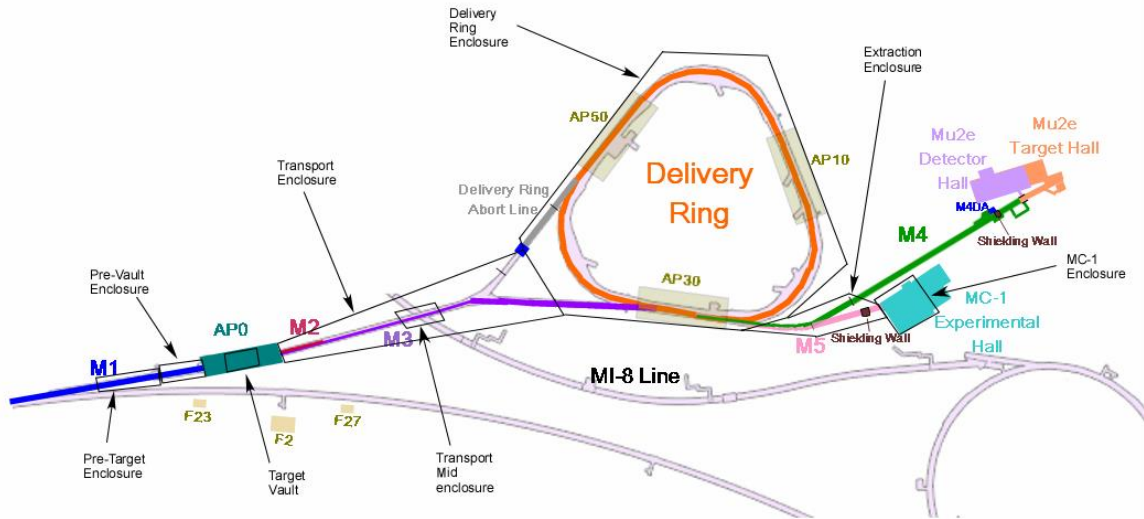 Delivery
Ring
Enclosure
Extraction
Enclosure
AP50
Mu2e
Target Hall
Mu2e
Detector
Hall
AP10
Transport
Enclosure
Delivery
Ring
Delivery Ring
Abort Line
M4DA
M4
Shielding Wall
Pre-Vault
Enclosure
MC-1
Enclosure
AP30
AP0
M2
M3
MC-1
Experimental
Hall
M5
Shielding Wall
M1
MI-8 Line
F23
F2
F27
Pre-Target
Enclosure
Target
Vault
Transport
Mid
enclosure